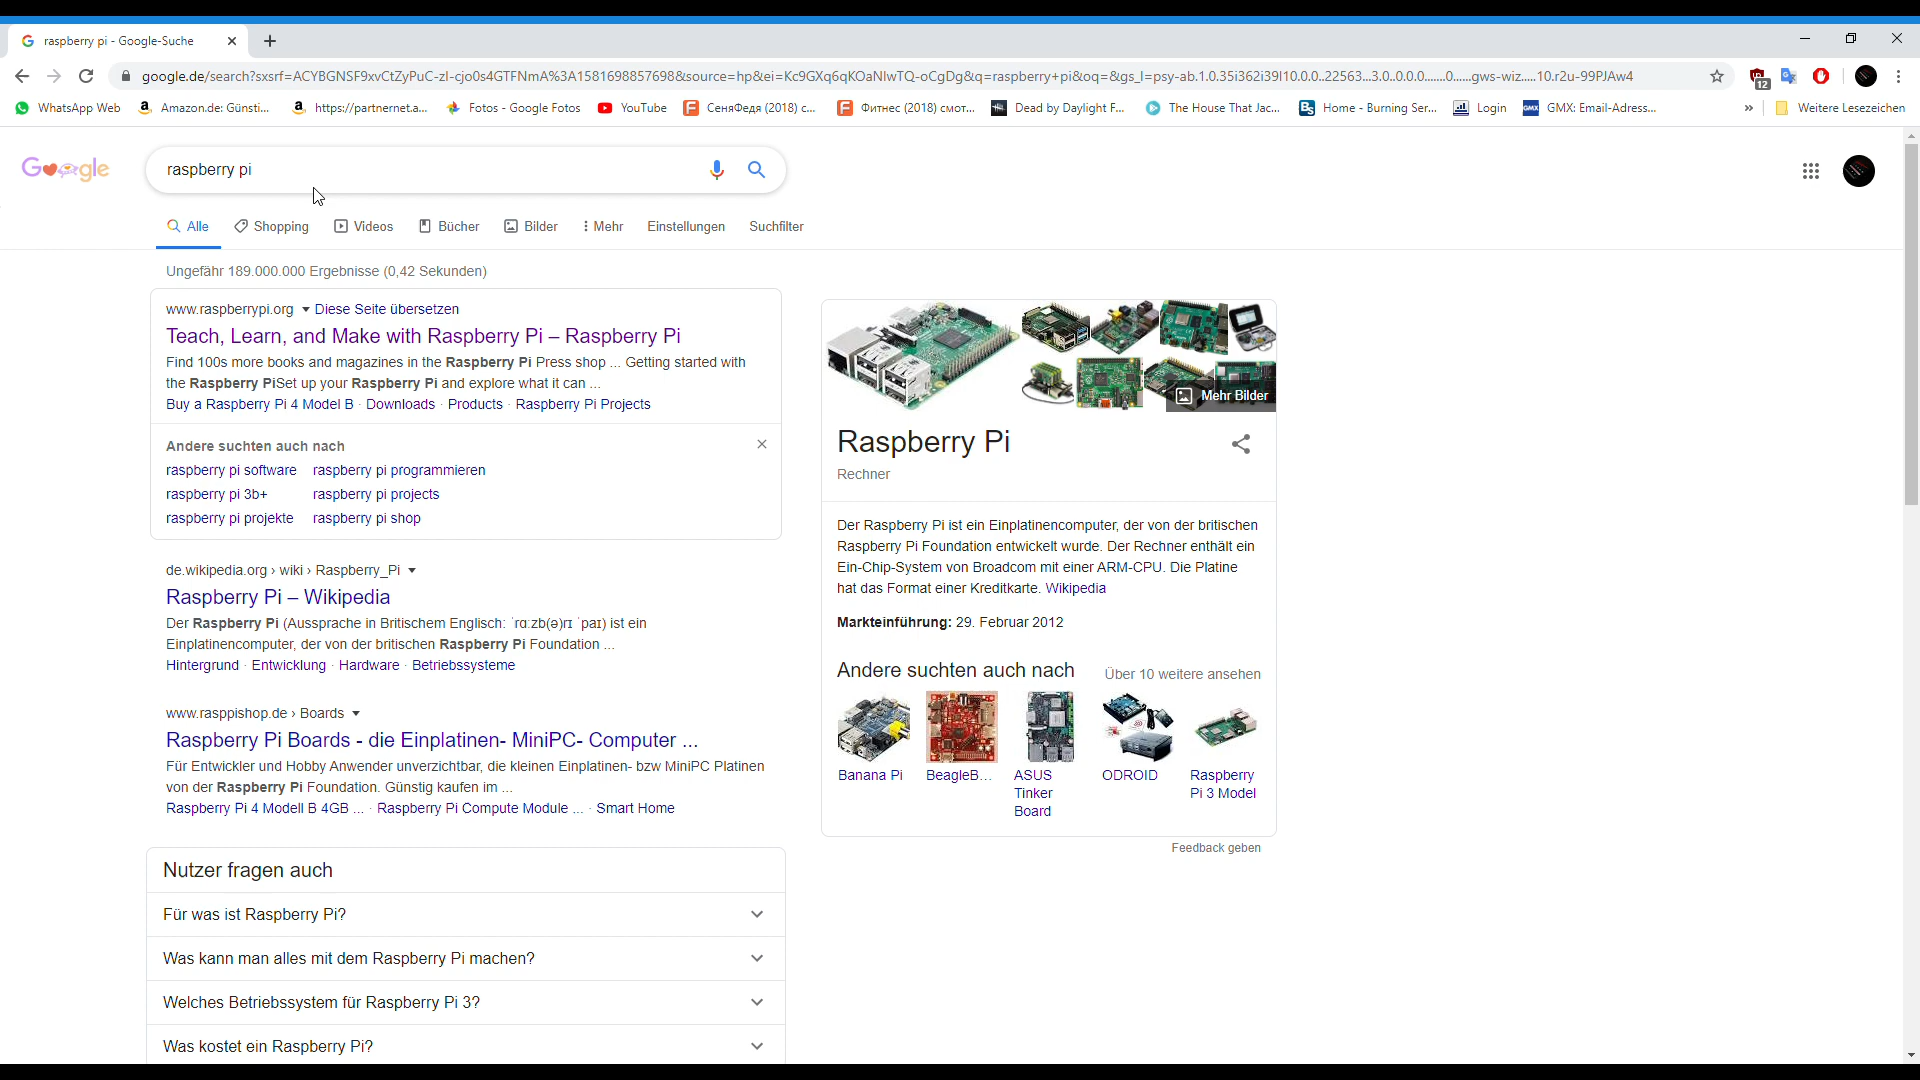 raspberry pi - Google-Suche
google.de/search?sxsrf=ACYBGNSF9xvCtZyPuC-zl-cjo0s4GTFNmA%3A1581698857698&source=hp&ei=Kc9GXq6qKOaNlwTQ-oCgDg&q=raspberry+pi&oq=&gs_l=psy-ab.1.0.35i362i39l10.0.0..22563...3.0..0.0.0.......0......gws-wiz.....10.r2u-99PJAw4
12
WhatsApp Web Amazon.de: Günsti... https://partnernet.a... Fotos - Google Fotos YouTube СеняФедя (2018) с... Фитнес (2018) смот... Dead by Daylight F... The House That Jac... Home - Burning Ser... Login GMX: Email-Adress... » Weitere Lesezeichen
raspberry pi
Alle Shopping Videos Bücher Bilder Mehr Einstellungen Suchfilter
Ungefähr 189.000.000 Ergebnisse (0,42 Sekunden)
www.raspberrypi.org Diese Seite übersetzen
Teach, Learn, and Make with Raspberry Pi – Raspberry Pi
Find 100s more books and magazines in the Raspberry Pi Press shop ... Getting started with
the Raspberry PiSet up your Raspberry Pi and explore what it can ...
Buy a Raspberry Pi 4 Model B · Downloads · Products · Raspberry Pi Projects
Andere suchten auch nach
raspberry pi software raspberry pi programmieren
raspberry pi 3b+ raspberry pi projects
raspberry pi projekte raspberry pi shop
de.wikipedia.org › wiki › Raspberry_Pi
Raspberry Pi – Wikipedia
Der Raspberry Pi (Aussprache in Britischem Englisch: ˈrɑːzb(ə)rɪ ˈpaɪ) ist ein
Einplatinencomputer, der von der britischen Raspberry Pi Foundation ...
Hintergrund · Entwicklung · Hardware · Betriebssysteme
www.rasppishop.de › Boards
Raspberry Pi Boards - die Einplatinen- MiniPC- Computer ...
Für Entwickler und Hobby Anwender unverzichtbar, die kleinen Einplatinen- bzw MiniPC Platinen
von der Raspberry Pi Foundation. Günstig kaufen im ...
Raspberry Pi 4 Modell B 4GB ... · Raspberry Pi Compute Module ... · Smart Home
Nutzer fragen auch
Für was ist Raspberry Pi?
Was kann man alles mit dem Raspberry Pi machen?
Welches Betriebssystem für Raspberry Pi 3?
Was kostet ein Raspberry Pi?
Mehr Bilder
Raspberry Pi
Rechner
Der Raspberry Pi ist ein Einplatinencomputer, der von der britischen
Raspberry Pi Foundation entwickelt wurde. Der Rechner enthält ein
Ein-Chip-System von Broadcom mit einer ARM-CPU. Die Platine
hat das Format einer Kreditkarte. Wikipedia
Markteinführung: 29. Februar 2012
Andere suchten auch nach Über 10 weitere ansehen
Banana Pi BeagleB... ASUS ODROID Raspberry
Tinker Pi 3 Model
Board
Feedback geben